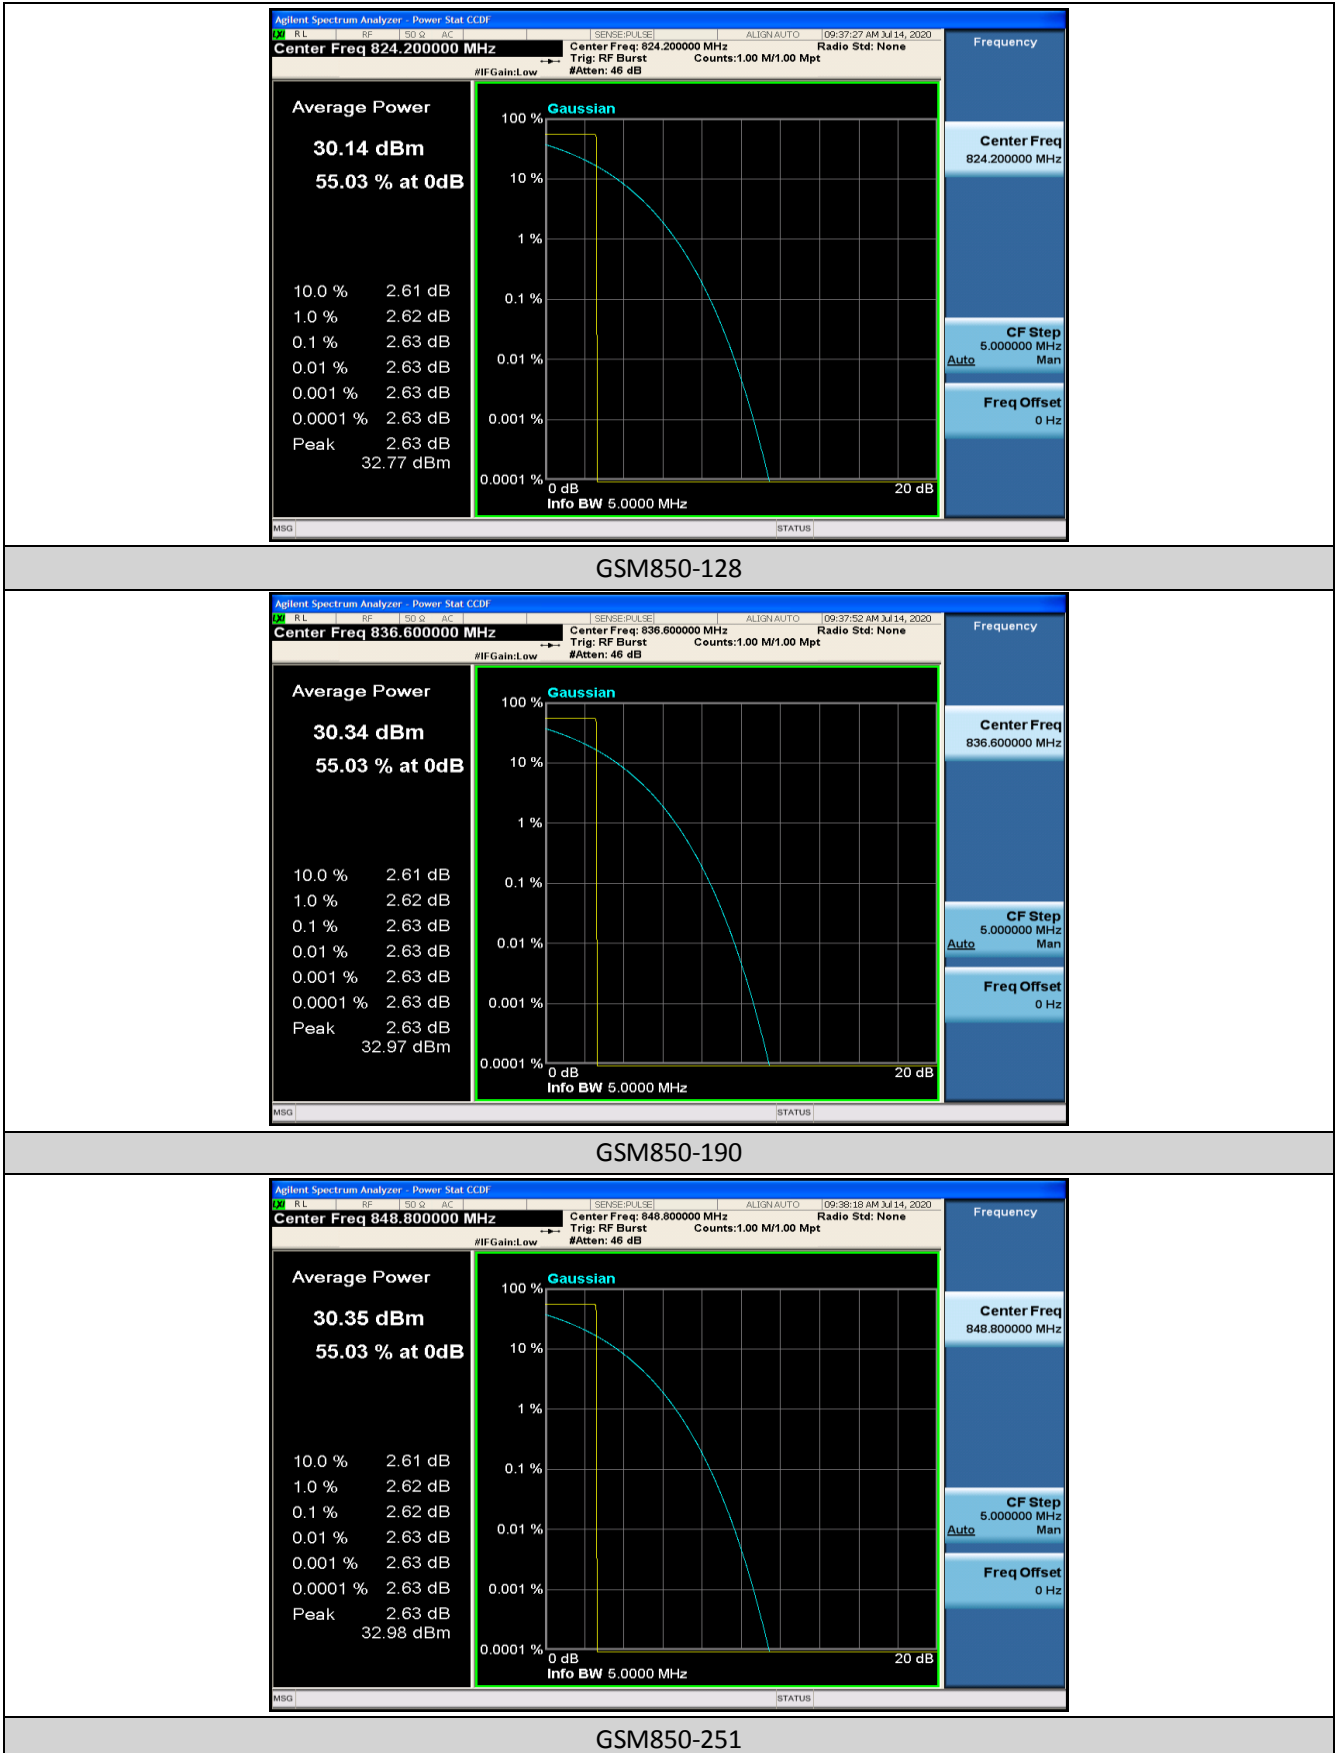 Agilent Spectrum Analyzer - Power Stat CCDF
LXI RL RF 50 Ω AC SENSE:PULSE ALIGN AUTO 09:37:27 AM Jul 14, 2020
Center Freq 824.200000 MHz
Center Freq: 824.200000 MHz Radio Std: None
Trig: RF Burst Counts:1.00 M/1.00 Mpt
#IFGain:Low #Atten: 46 dB
Frequency
Average Power
30.14 dBm
55.03 % at 0dB
10.0 % 2.61 dB
1.0 % 2.62 dB
0.1 % 2.63 dB
0.01 % 2.63 dB
0.001 % 2.63 dB
0.0001 % 2.63 dB
Peak 2.63 dB
32.77 dBm
Gaussian
100 %
10 %
1 %
0.1 %
0.01 %
0.001 %
0.0001 %
0 dB 20 dB
Info BW 5.0000 MHz
Center Freq
824.200000 MHz
CF Step
5.000000 MHz
Auto Man
Freq Offset
0 Hz
MSG STATUS
GSM850-128
Agilent Spectrum Analyzer - Power Stat CCDF
LXI RL RF 50 Ω AC SENSE:PULSE ALIGN AUTO 09:37:52 AM Jul 14, 2020
Center Freq 836.600000 MHz
Center Freq: 836.600000 MHz Radio Std: None
Trig: RF Burst Counts:1.00 M/1.00 Mpt
#IFGain:Low #Atten: 46 dB
Frequency
Average Power
30.34 dBm
55.03 % at 0dB
10.0 % 2.61 dB
1.0 % 2.62 dB
0.1 % 2.63 dB
0.01 % 2.63 dB
0.001 % 2.63 dB
0.0001 % 2.63 dB
Peak 2.63 dB
32.97 dBm
Gaussian
100 %
10 %
1 %
0.1 %
0.01 %
0.001 %
0.0001 %
0 dB 20 dB
Info BW 5.0000 MHz
Center Freq
836.600000 MHz
CF Step
5.000000 MHz
Auto Man
Freq Offset
0 Hz
MSG STATUS
GSM850-190
Agilent Spectrum Analyzer - Power Stat CCDF
LXI RL RF 50 Ω AC SENSE:PULSE ALIGN AUTO 09:38:18 AM Jul 14, 2020
Center Freq 848.800000 MHz
Center Freq: 848.800000 MHz Radio Std: None
Trig: RF Burst Counts:1.00 M/1.00 Mpt
#IFGain:Low #Atten: 46 dB
Frequency
Average Power
30.35 dBm
55.03 % at 0dB
10.0 % 2.61 dB
1.0 % 2.62 dB
0.1 % 2.62 dB
0.01 % 2.63 dB
0.001 % 2.63 dB
0.0001 % 2.63 dB
Peak 2.63 dB
32.98 dBm
Gaussian
100 %
10 %
1 %
0.1 %
0.01 %
0.001 %
0.0001 %
0 dB 20 dB
Info BW 5.0000 MHz
Center Freq
848.800000 MHz
CF Step
5.000000 MHz
Auto Man
Freq Offset
0 Hz
MSG STATUS
GSM850-251